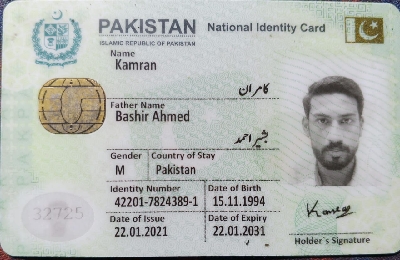 PAKISTAN National Identity Card
ISLAMIC REPUBLIC OF PAKISTAN
Name
Kamran
کامران
Father Name
Bashir Ahmed
بشیر احمد
Gender Country of Stay
M Pakistan
Identity Number Date of Birth
42201-7824389-1 15.11.1994
Date of Issue Date of Expiry
22.01.2021 22.01.2031
32725
Holder's Signature